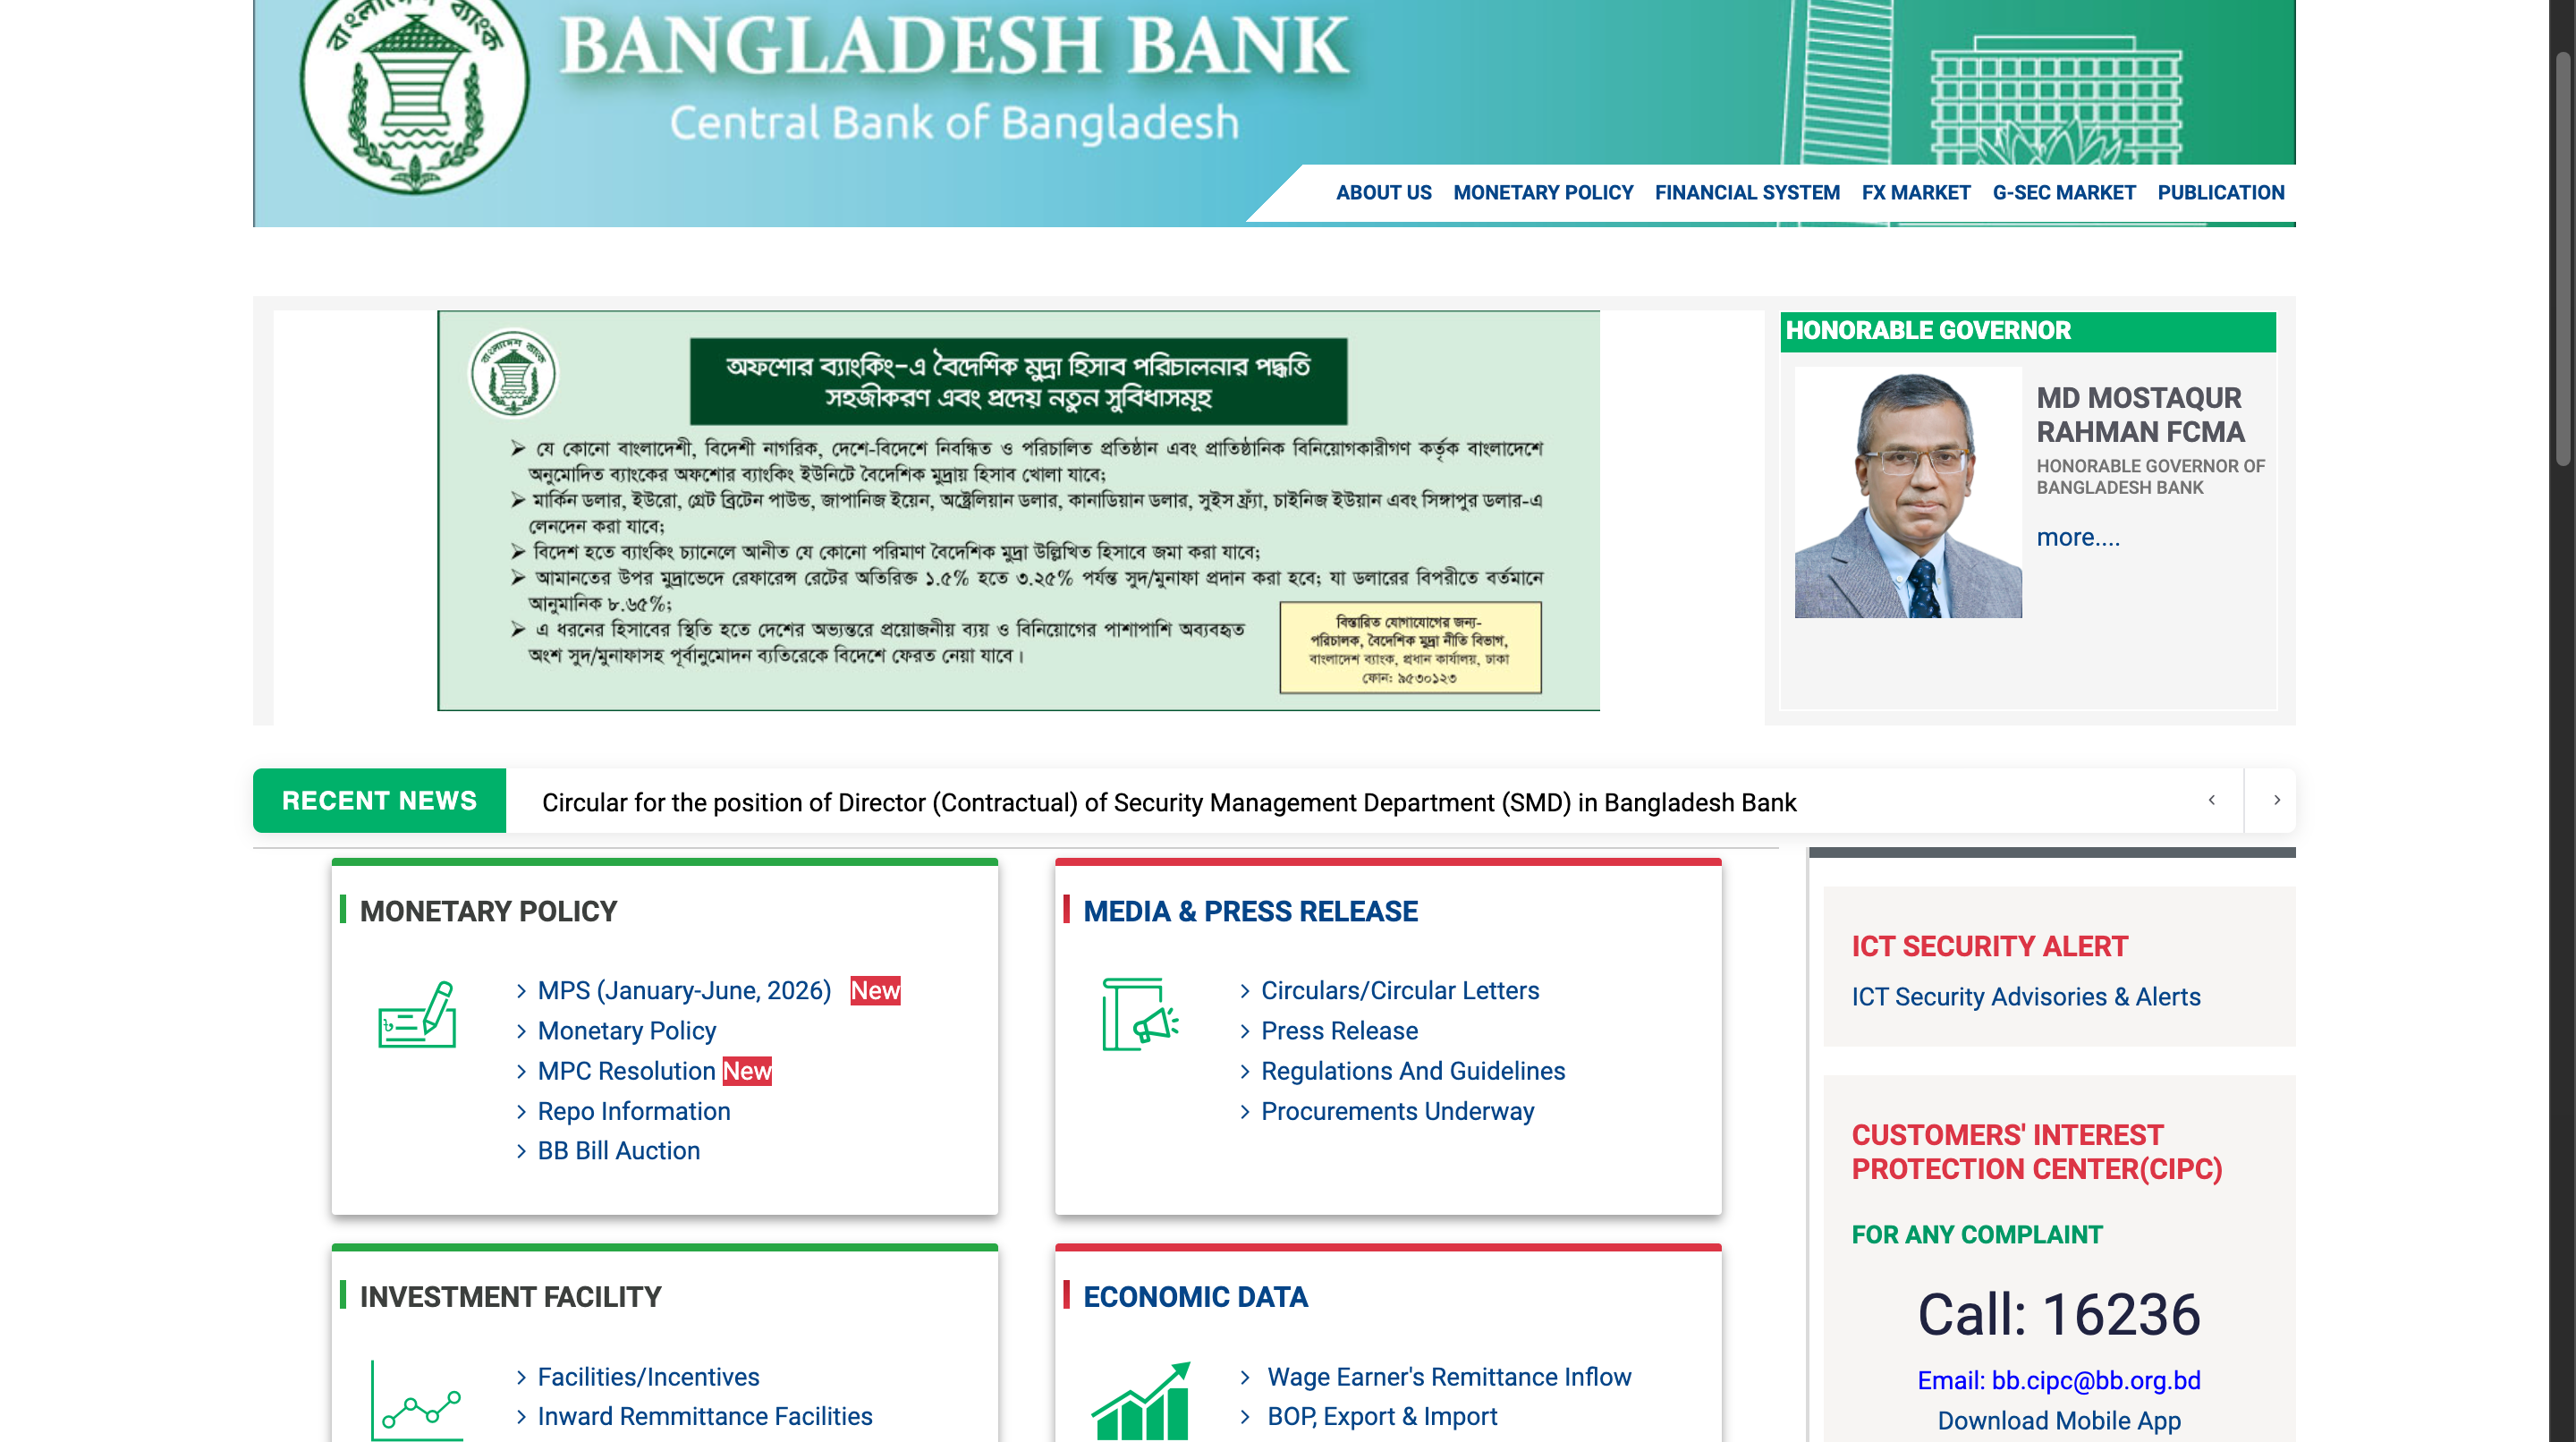 বাংলাদেশ ব্যাংক
BANGLADESH BANK
Central Bank of Bangladesh
ABOUT US MONETARY POLICY FINANCIAL SYSTEM FX MARKET G-SEC MARKET PUBLICATION
বাংলাদেশ ব্যাংক
অফশোর ব্যাংকিং-এ বৈদেশিক মুদ্রা হিসাব পরিচালনার পদ্ধতি
সহজীকরণ এবং প্রদেয় নতুন সুবিধাসমূহ
➢ যে কোনো বাংলাদেশী, বিদেশী নাগরিক, দেশে-বিদেশে নিবন্ধিত ও পরিচালিত প্রতিষ্ঠান এবং প্রাতিষ্ঠানিক বিনিয়োগকারীগণ কর্তৃক বাংলাদেশে
অনুমোদিত ব্যাংকের অফশোর ব্যাংকিং ইউনিটে বৈদেশিক মুদ্রায় হিসাব খোলা যাবে;
➢ মার্কিন ডলার, ইউরো, গ্রেট ব্রিটেন পাউন্ড, জাপানিজ ইয়েন, অস্ট্রেলিয়ান ডলার, কানাডিয়ান ডলার, সুইস ফ্র্যাঁ, চাইনিজ ইউয়ান এবং সিঙ্গাপুর ডলার-এ
লেনদেন করা যাবে;
➢ বিদেশ হতে ব্যাংকিং চ্যানেলে আনীত যে কোনো পরিমাণ বৈদেশিক মুদ্রা উল্লিখিত হিসাবে জমা করা যাবে;
➢ আমানতের উপর মুদ্রাভেদে রেফারেন্স রেটের অতিরিক্ত ১.৫% হতে ৩.২৫% পর্যন্ত সুদ/মুনাফা প্রদান করা হবে; যা ডলারের বিপরীতে বর্তমানে
আনুমানিক ৮.৬৫%;
➢ এ ধরনের হিসাবের স্থিতি হতে দেশের অভ্যন্তরে প্রয়োজনীয় ব্যয় ও বিনিয়োগের পাশাপাশি অব্যবহৃত
অংশ সুদ/মুনাফাসহ পূর্বানুমোদন ব্যতিরেকে বিদেশে ফেরত নেয়া যাবে।
বিস্তারিত যোগাযোগের জন্য-
পরিচালক, বৈদেশিক মুদ্রা নীতি বিভাগ,
বাংলাদেশ ব্যাংক, প্রধান কার্যালয়, ঢাকা
ফোন: ৯৫৩০১২৩
HONORABLE GOVERNOR
MD MOSTAQUR
RAHMAN FCMA
HONORABLE GOVERNOR OF
BANGLADESH BANK
more....
RECENT NEWS
Circular for the position of Director (Contractual) of Security Management Department (SMD) in Bangladesh Bank
MONETARY POLICY
MPS (January-June, 2026) New
Monetary Policy
MPC Resolution New
Repo Information
BB Bill Auction
MEDIA & PRESS RELEASE
Circulars/Circular Letters
Press Release
Regulations And Guidelines
Procurements Underway
INVESTMENT FACILITY
Facilities/Incentives
Inward Remmittance Facilities
ECONOMIC DATA
Wage Earner's Remittance Inflow
BOP, Export & Import
ICT SECURITY ALERT
ICT Security Advisories & Alerts
CUSTOMERS' INTEREST
PROTECTION CENTER(CIPC)
FOR ANY COMPLAINT
Call: 16236
Email: bb.cipc@bb.org.bd
Download Mobile App